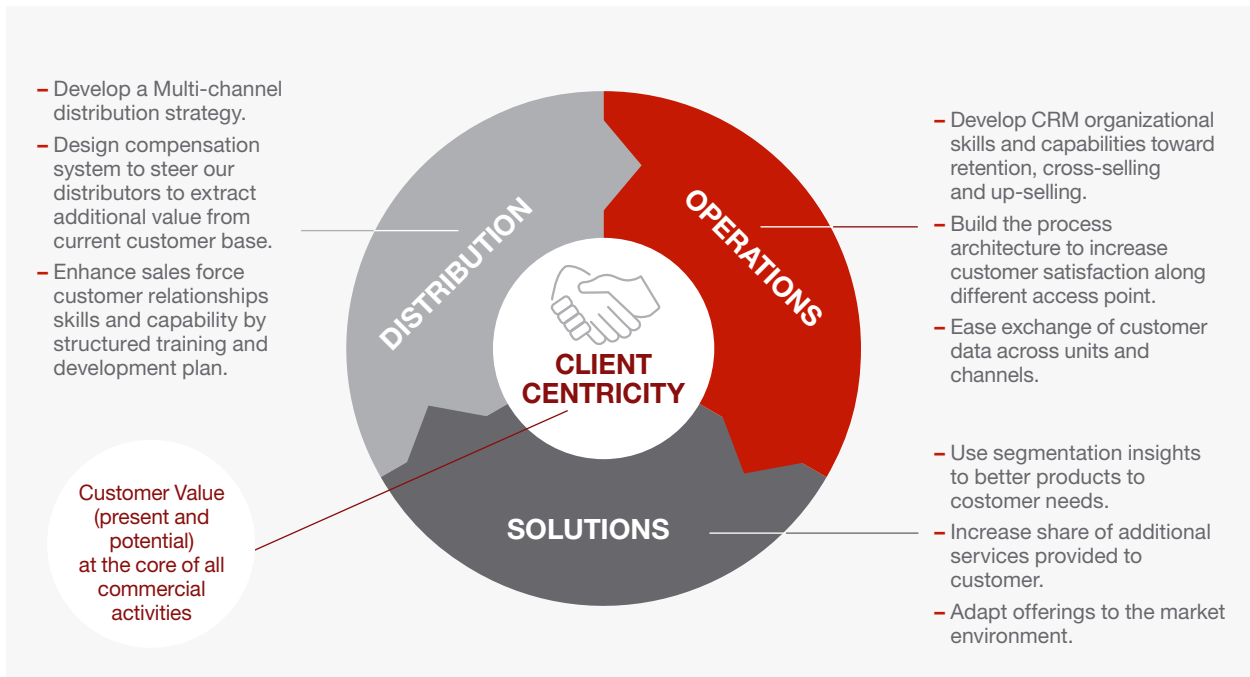 – Develop a Multi-channel
distribution strategy.
– Design compensation
system to steer our
distributors to extract
additional value from
current customer base.
– Enhance sales force
customer relationships
skills and capability by
structured training and
development plan.
DISTRIBUTION
OPERATIONS
– Develop CRM organizational
skills and capabilities toward
retention, cross-selling
and up-selling.
– Build the process
architecture to increase
customer satisfaction along
different access point.
– Ease exchange of customer
data across units and
channels.
CLIENT
CENTRICITY
Customer Value
(present and
potential)
at the core of all
commercial
activities
SOLUTIONS
– Use segmentation insights
to better products to
costomer needs.
– Increase share of additional
services provided to
customer.
– Adapt offerings to the market
environment.